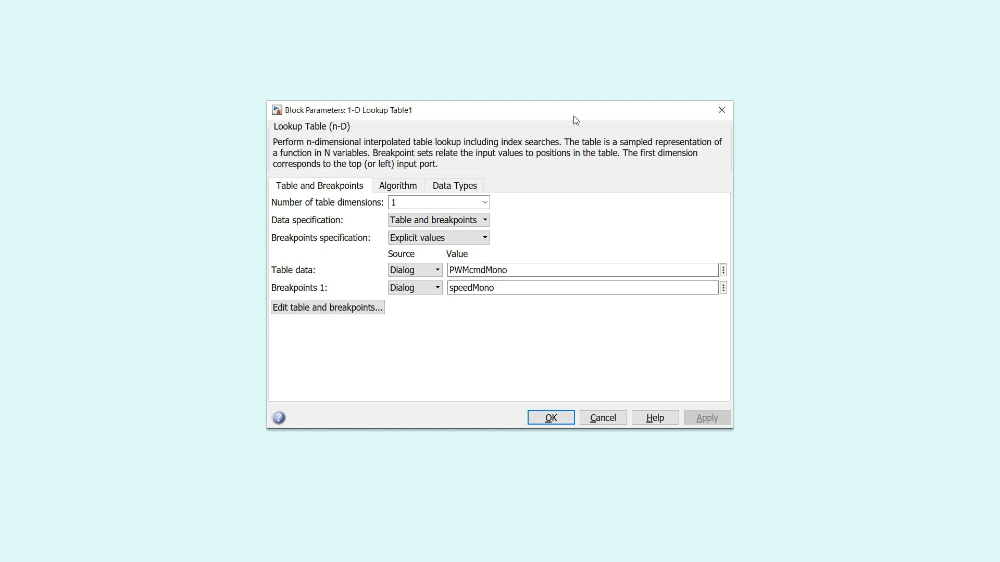 Block Parameters: 1-D Lookup Table1
Lookup Table (n-D)
Perform n-dimensional interpolated table lookup including index searches. The table is a sampled representation of
a function in N variables. Breakpoint sets relate the input values to positions in the table. The first dimension
corresponds to the top (or left) input port.
Table and Breakpoints Algorithm Data Types
Number of table dimensions: 1
Data specification: Table and breakpoints
Breakpoints specification: Explicit values
Source Value
Table data: Dialog PWMcmdMono
Breakpoints 1: Dialog speedMono
Edit table and breakpoints...
? OK Cancel Help Apply